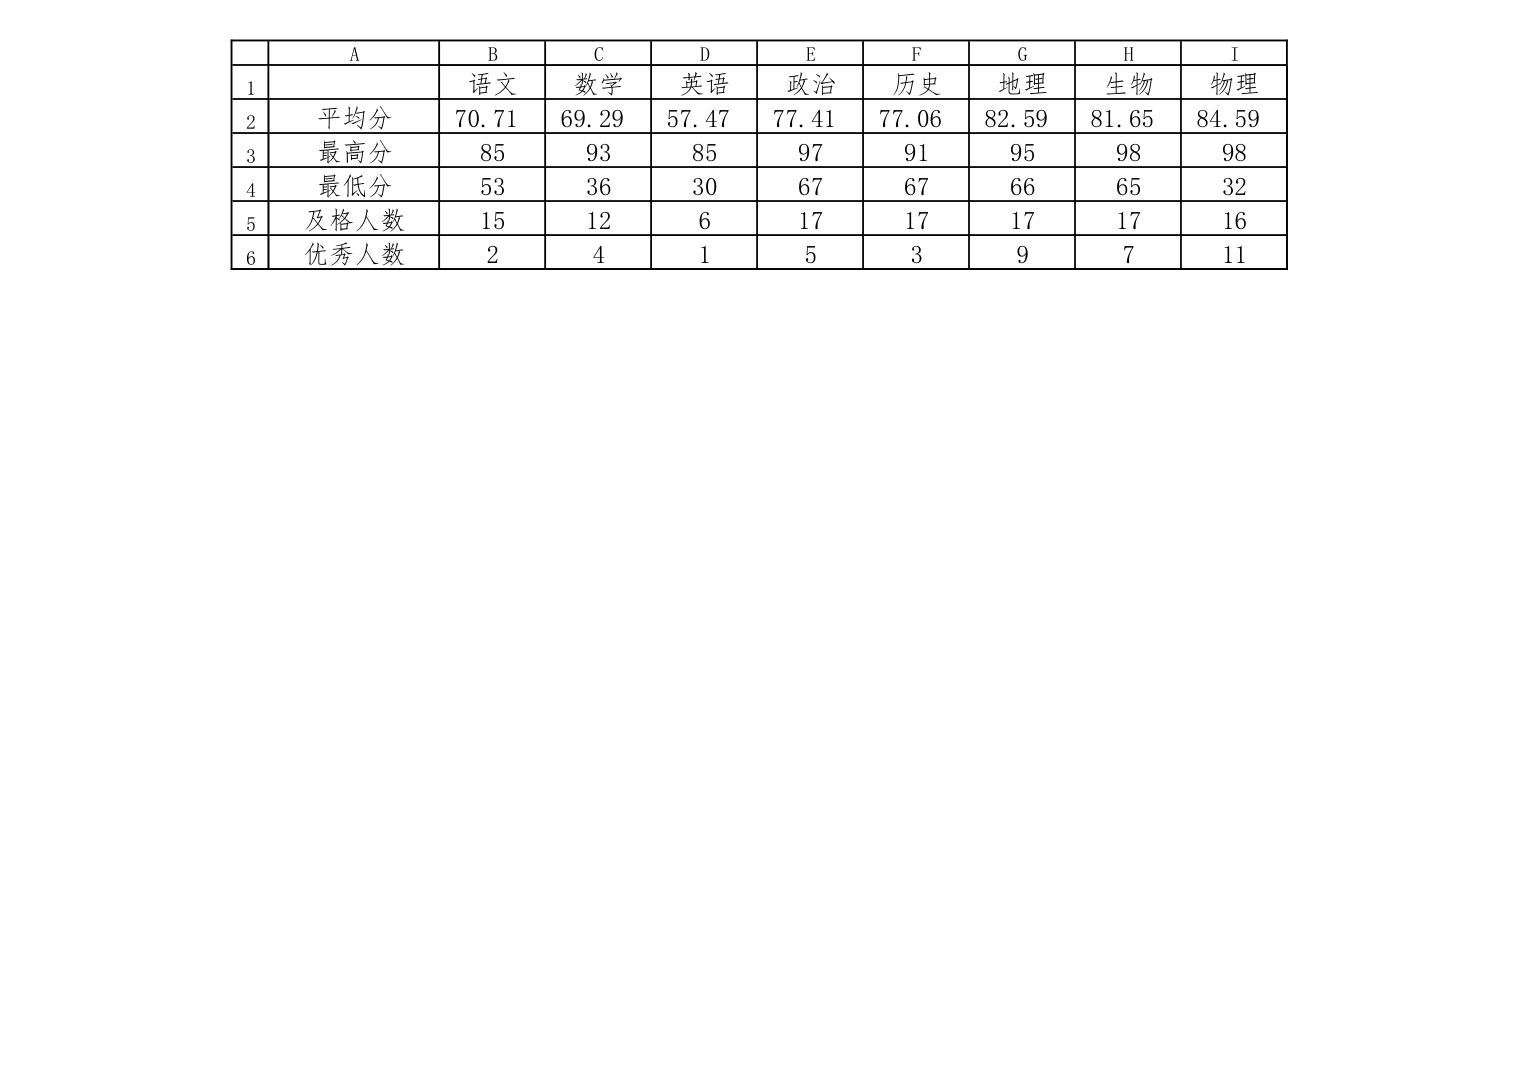 A B C D E F G H I
1 语文 数学 英语 政治 历史 地理 生物 物理
2 平均分 70.71 69.29 57.47 77.41 77.06 82.59 81.65 84.59
3 最高分 85 93 85 97 91 95 98 98
4 最低分 53 36 30 67 67 66 65 32
5 及格人数 15 12 6 17 17 17 17 16
6 优秀人数 2 4 1 5 3 9 7 11